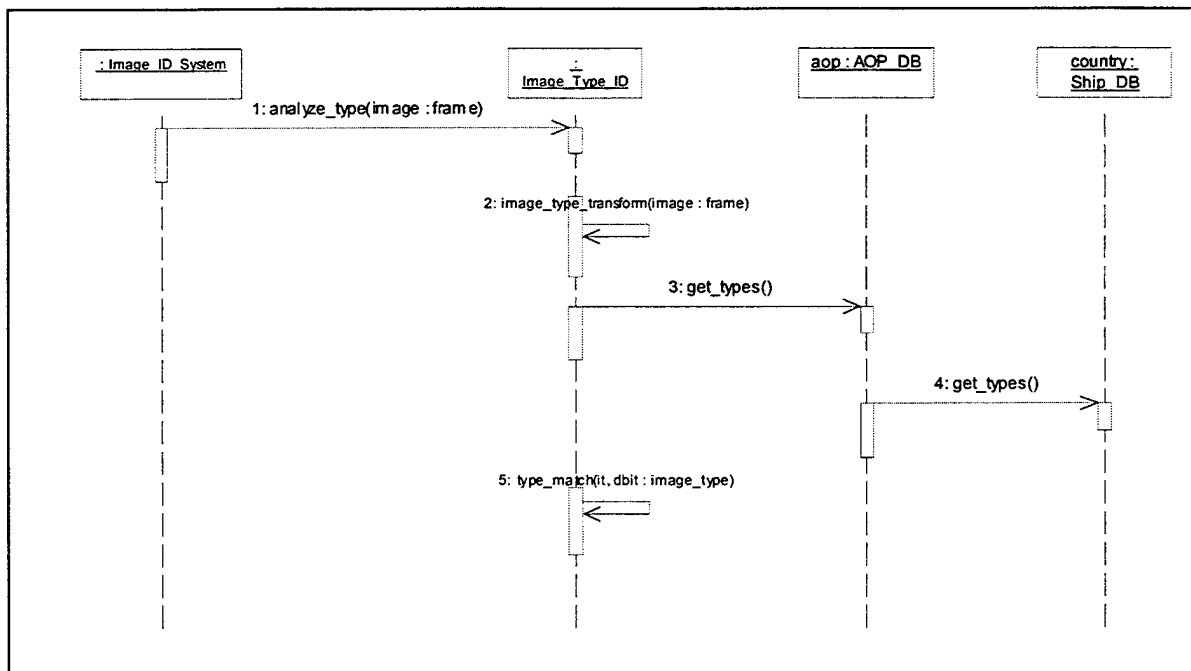 : Image_ID_System
:
Image_Type_ID
aop : AOP_DB
country :
Ship_DB
1: analyze_type(image : frame)
2: image_type_transform(image : frame)
3: get_types()
4: get_types()
5: type_match(it, dbit : image_type)